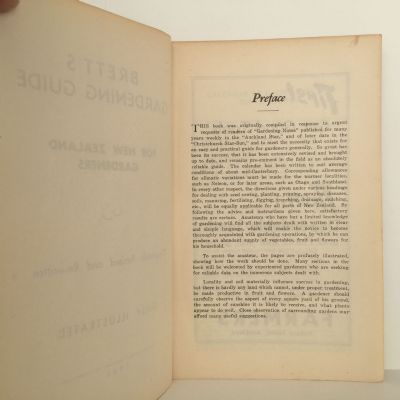 BRETT'S
GARDENING GUIDE
FOR NEW ZEALAND
GARDENERS
ILLUSTRATED
Preface
THIS book was originally compiled in response to urgent
requests of readers of "Gardening Notes" published for many
years weekly in the "Auckland Star," and of later date in the
"Christchurch Star-Sun," and to meet the necessity that exists for
an easy and practical guide for gardeners generally. So great has
been its success, that it has been extensively revised and brought
up to date, and remains pre-eminent in the field as an absolutely
reliable guide. The calendar has been written to suit average
conditions about mid-Canterbury. Corresponding allowances
for climatic variations must be made for the warmer localities,
such as Nelson, or for later areas, such as Otago and Southland.
In every other respect, the directions given under various headings
for dealing with seed sowing, planting, pruning, spraying, diseases,
soils, manuring, fertilising, digging, trenching, drainage, mulching,
etc., will be equally applicable for all parts of New Zealand. By
following the advice and instructions given here, satisfactory
results are certain. Amateurs who have but a limited knowledge
of gardening will find all the subjects dealt with written in clear
and simple language, which will enable the novice to become
thoroughly acquainted with gardening operations, by which he can
produce an abundant supply of vegetables, fruit and flowers for
his household.
To assist the amateur, the pages are profusely illustrated,
showing how the work should be done. Many sections in the
book will be welcomed by experienced gardeners who are seeking
for reliable data on the numerous subjects dealt with.
Locality and soil materially influence success in gardening,
but there is hardly any land which cannot, under proper treatment,
be made productive in fruit and flowers. A gardener should
carefully observe the aspect of every square yard of his ground,
the amount of sunshine it is likely to receive, and what plants
appear to do well. Close observation of surrounding gardens may
afford many useful suggestions.
FARMERS